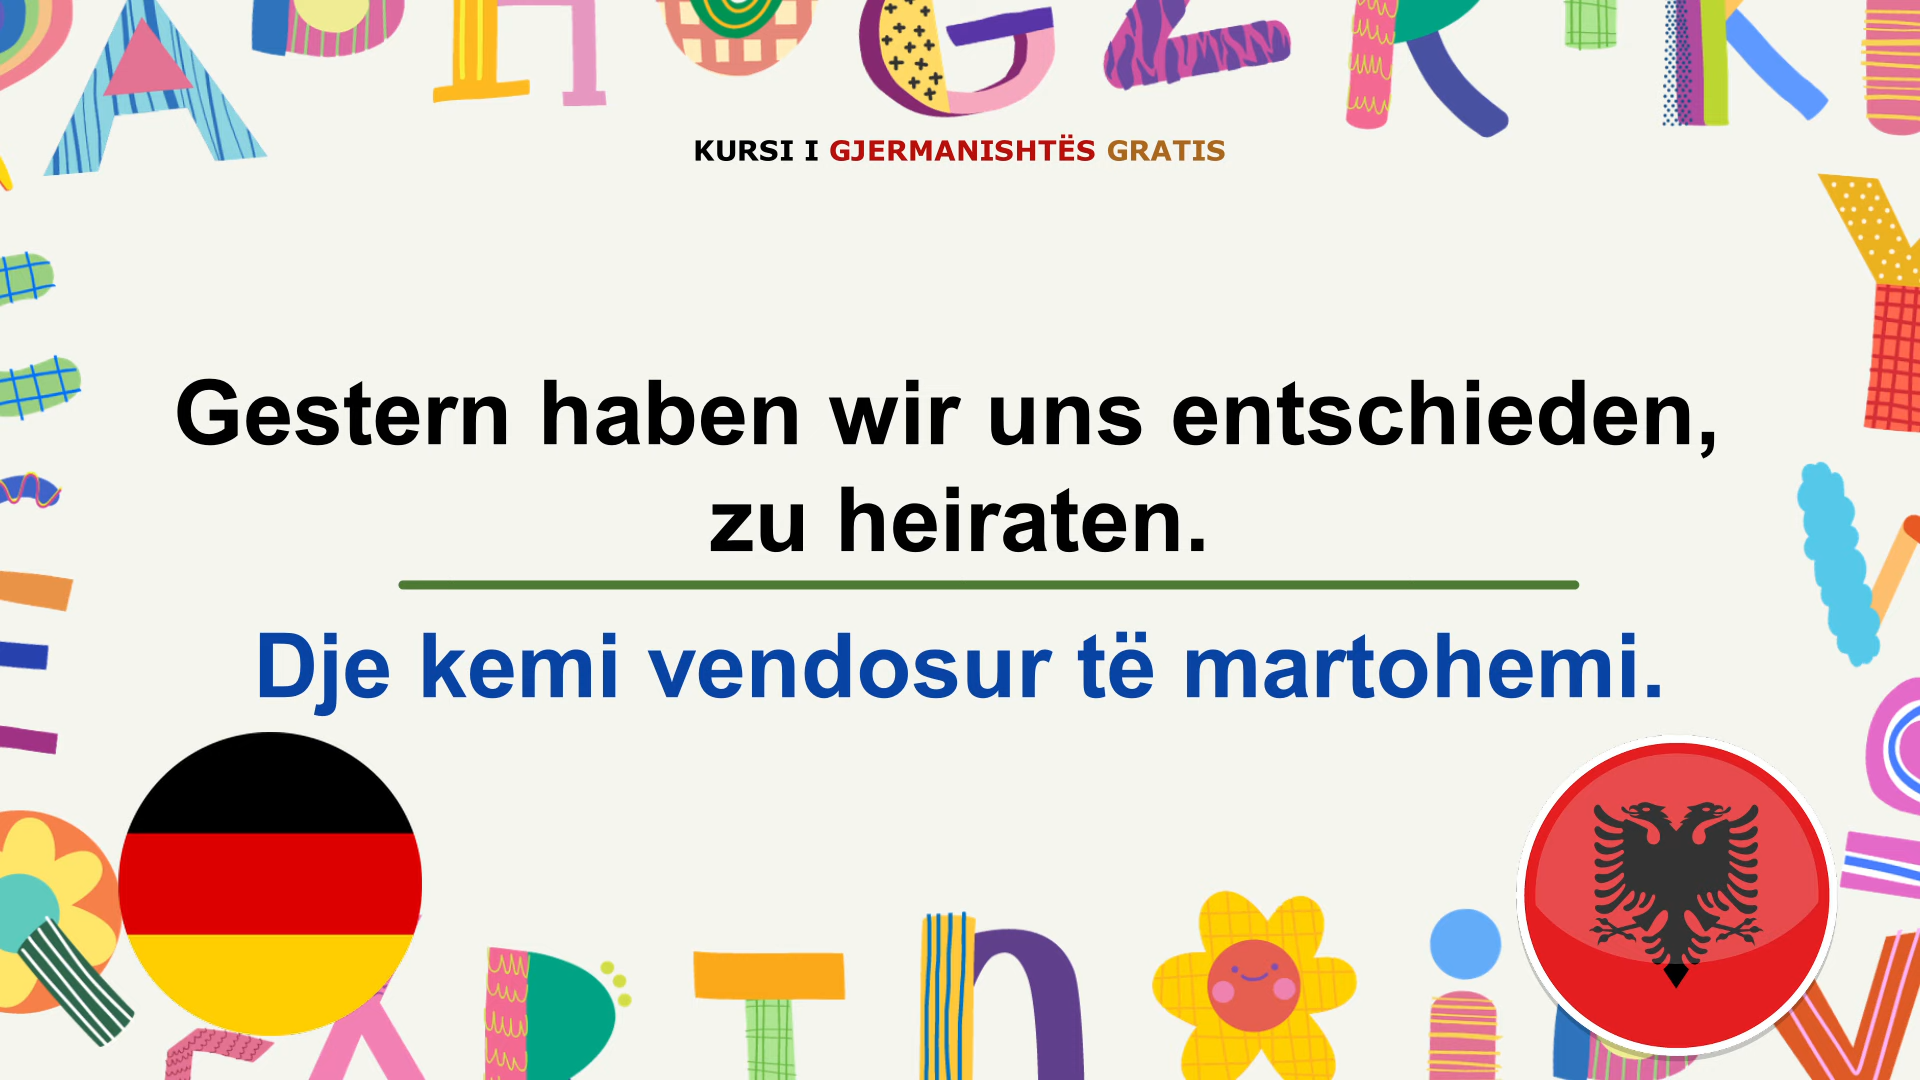 KURSI I GJERMANISHTËS GRATIS
Gestern haben wir uns entschieden,
zu heiraten.
Dje kemi vendosur të martohemi.